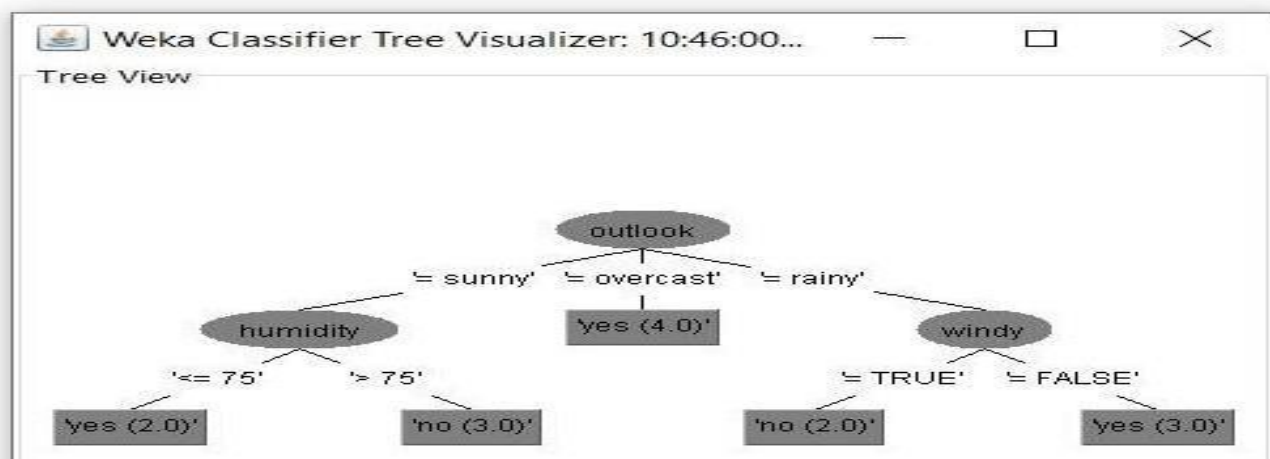 Weka Classifier Tree Visualizer: 10:46:00...
Tree View
outlook
'= sunny' '= overcast' '= rainy'
humidity 'yes (4.0)' windy
'<= 75' '> 75' '= TRUE' '= FALSE'
'yes (2.0)' 'no (3.0)' 'no (2.0)' 'yes (3.0)'